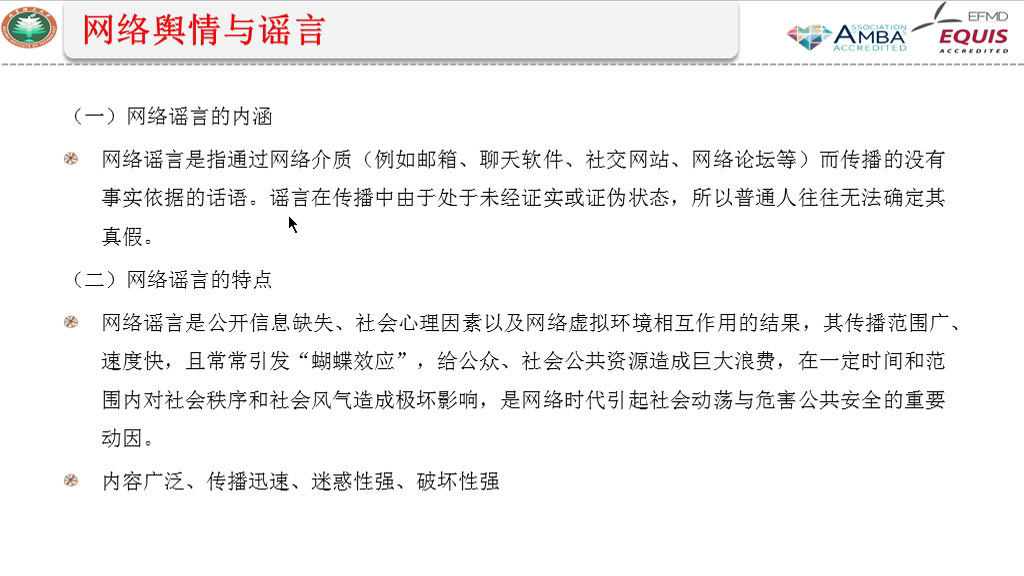 网络舆情与谣言
ASSOCIATION
AMBA
ACCREDITED
EFMD
EQUIS
ACCREDITED
（一）网络谣言的内涵
网络谣言是指通过网络介质（例如邮箱、聊天软件、社交网站、网络论坛等）而传播的没有
事实依据的话语。谣言在传播中由于处于未经证实或证伪状态，所以普通人往往无法确定其
真假。
（二）网络谣言的特点
网络谣言是公开信息缺失、社会心理因素以及网络虚拟环境相互作用的结果，其传播范围广、
速度快，且常常引发“蝴蝶效应”，给公众、社会公共资源造成巨大浪费，在一定时间和范
围内对社会秩序和社会风气造成极坏影响，是网络时代引起社会动荡与危害公共安全的重要
动因。
内容广泛、传播迅速、迷惑性强、破坏性强